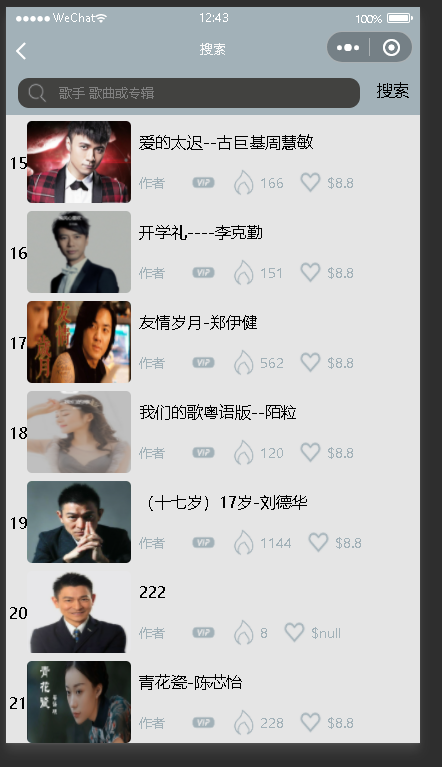 WeChat 12:43 100%
搜索
歌手 歌曲或专辑 搜索
爱的太迟--古巨基周慧敏
15
作者 VIP 166 $8.8
开学礼----李克勤
16
作者 VIP 151 $8.8
友情岁月-郑伊健
17
作者 VIP 562 $8.8
我们的歌粤语版--陌粒
18
作者 VIP 120 $8.8
（十七岁）17岁-刘德华
19
作者 VIP 1144 $8.8
222
20
作者 VIP 8 $null
青花瓷-陈芯怡
青花瓷
21
作者 VIP 228 $8.8